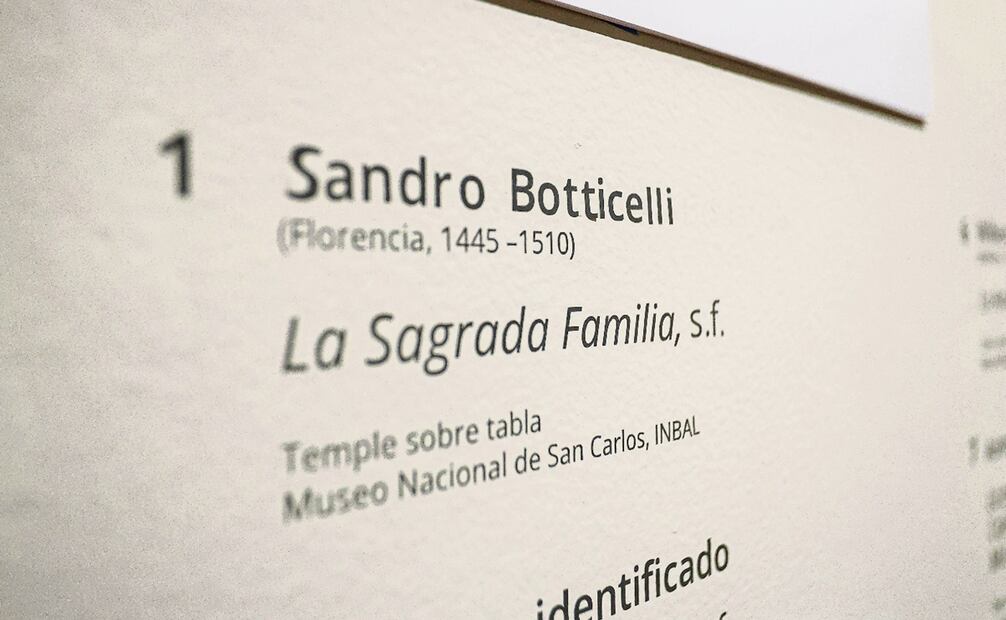 1
Sandro Botticelli
(Florencia, 1445 –1510)
La Sagrada Familia, s.f.
Temple sobre tabla
Museo Nacional de San Carlos, INBAL
identificado